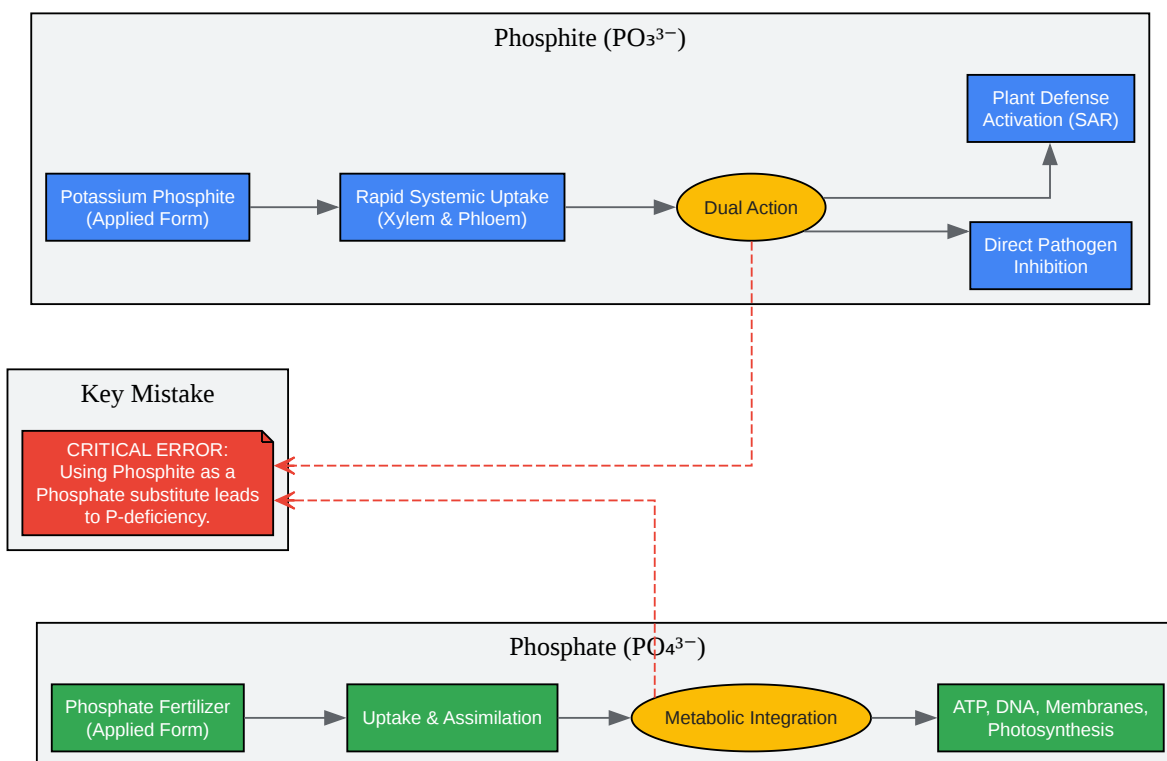 Phosphite (PO₃³⁻)
Plant Defense
Activation (SAR)
Potassium Phosphite
(Applied Form)
Rapid Systemic Uptake
(Xylem & Phloem)
Dual Action
Direct Pathogen
Inhibition
Key Mistake
CRITICAL ERROR:
Using Phosphite as a
Phosphate substitute leads
to P-deficiency.
Phosphate (PO₄³⁻)
Phosphate Fertilizer
(Applied Form)
Uptake & Assimilation
Metabolic Integration
ATP, DNA, Membranes,
Photosynthesis